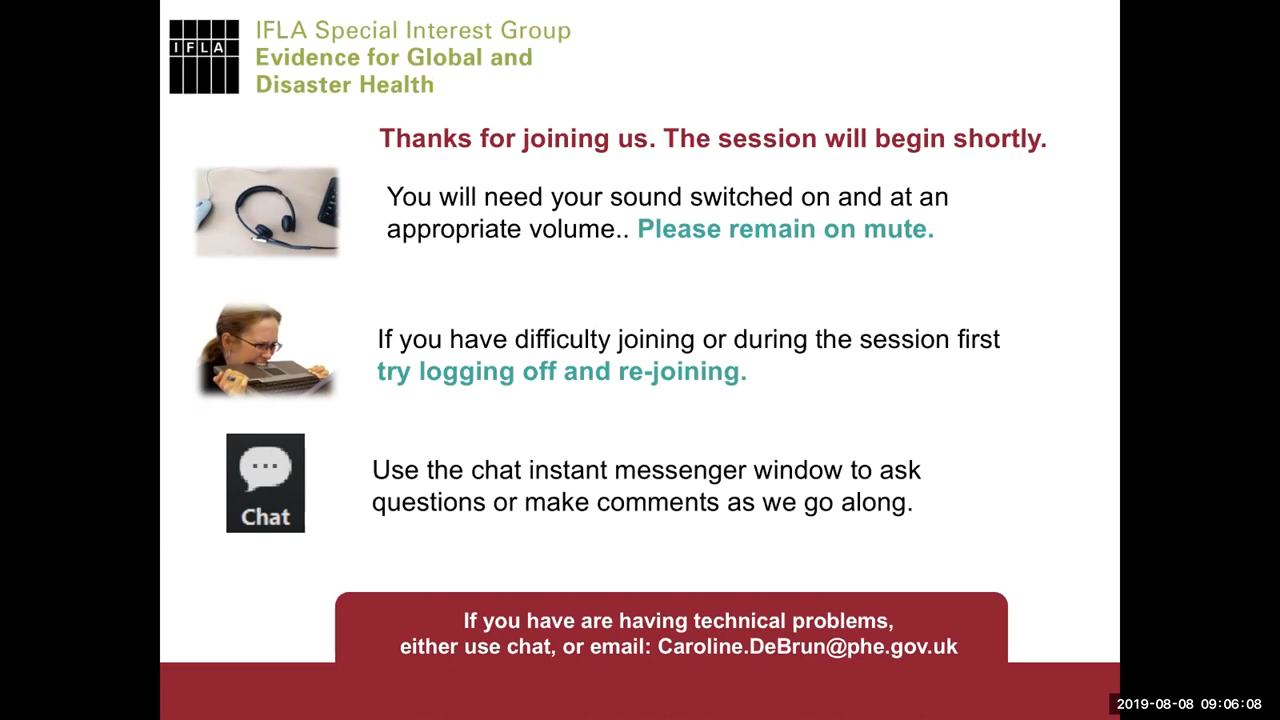 IFLA
IFLA Special Interest Group
Evidence for Global and
Disaster Health
Thanks for joining us. The session will begin shortly.
You will need your sound switched on and at an
appropriate volume.. Please remain on mute.
If you have difficulty joining or during the session first
try logging off and re-joining.
Chat
Use the chat instant messenger window to ask
questions or make comments as we go along.
If you have are having technical problems,
either use chat, or email: Caroline.DeBrun@phe.gov.uk
2019-08-08 09:06:08